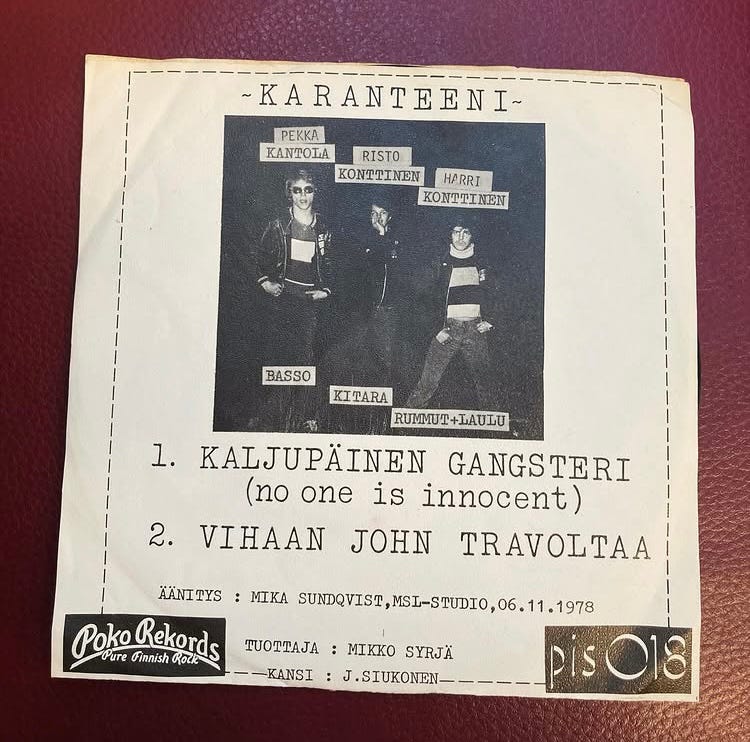 ~KARANTEENI~
PEKKA
KANTOLA
RISTO
KONTTINEN
HARRI
KONTTINEN
BASSO
KITARA
RUMMUT+LAULU
1. KALJUPÄINEN GANGSTERI
(no one is innocent)
2. VIHAAN JOHN TRAVOLTAA
ÄÄNITYS : MIKA SUNDQVIST,MSL-STUDIO,06.11.1978
Poko Rekords
Pure Finnish Rock
TUOTTAJA : MIKKO SYRJÄ
KANSI : J.SIUKONEN
pis 018